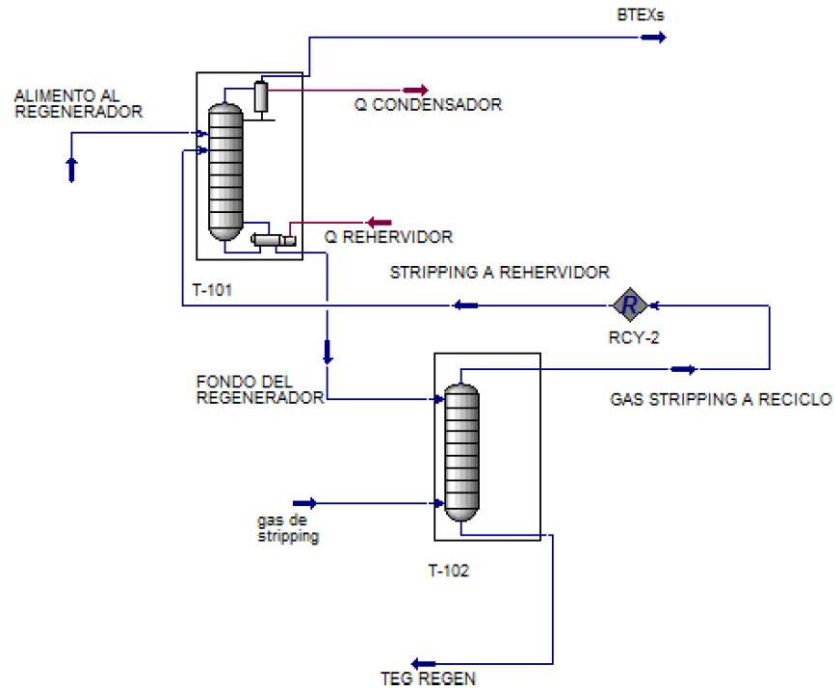 BTEXs
ALIMENTO AL
REGENERADOR
Q CONDENSADOR
Q REHERVIDOR
STRIPPING A REHERVIDOR
T-101
R
RCY-2
FONDO DEL
REGENERADOR
GAS STRIPPING A RECICLO
gas de
stripping
T-102
TEG REGEN